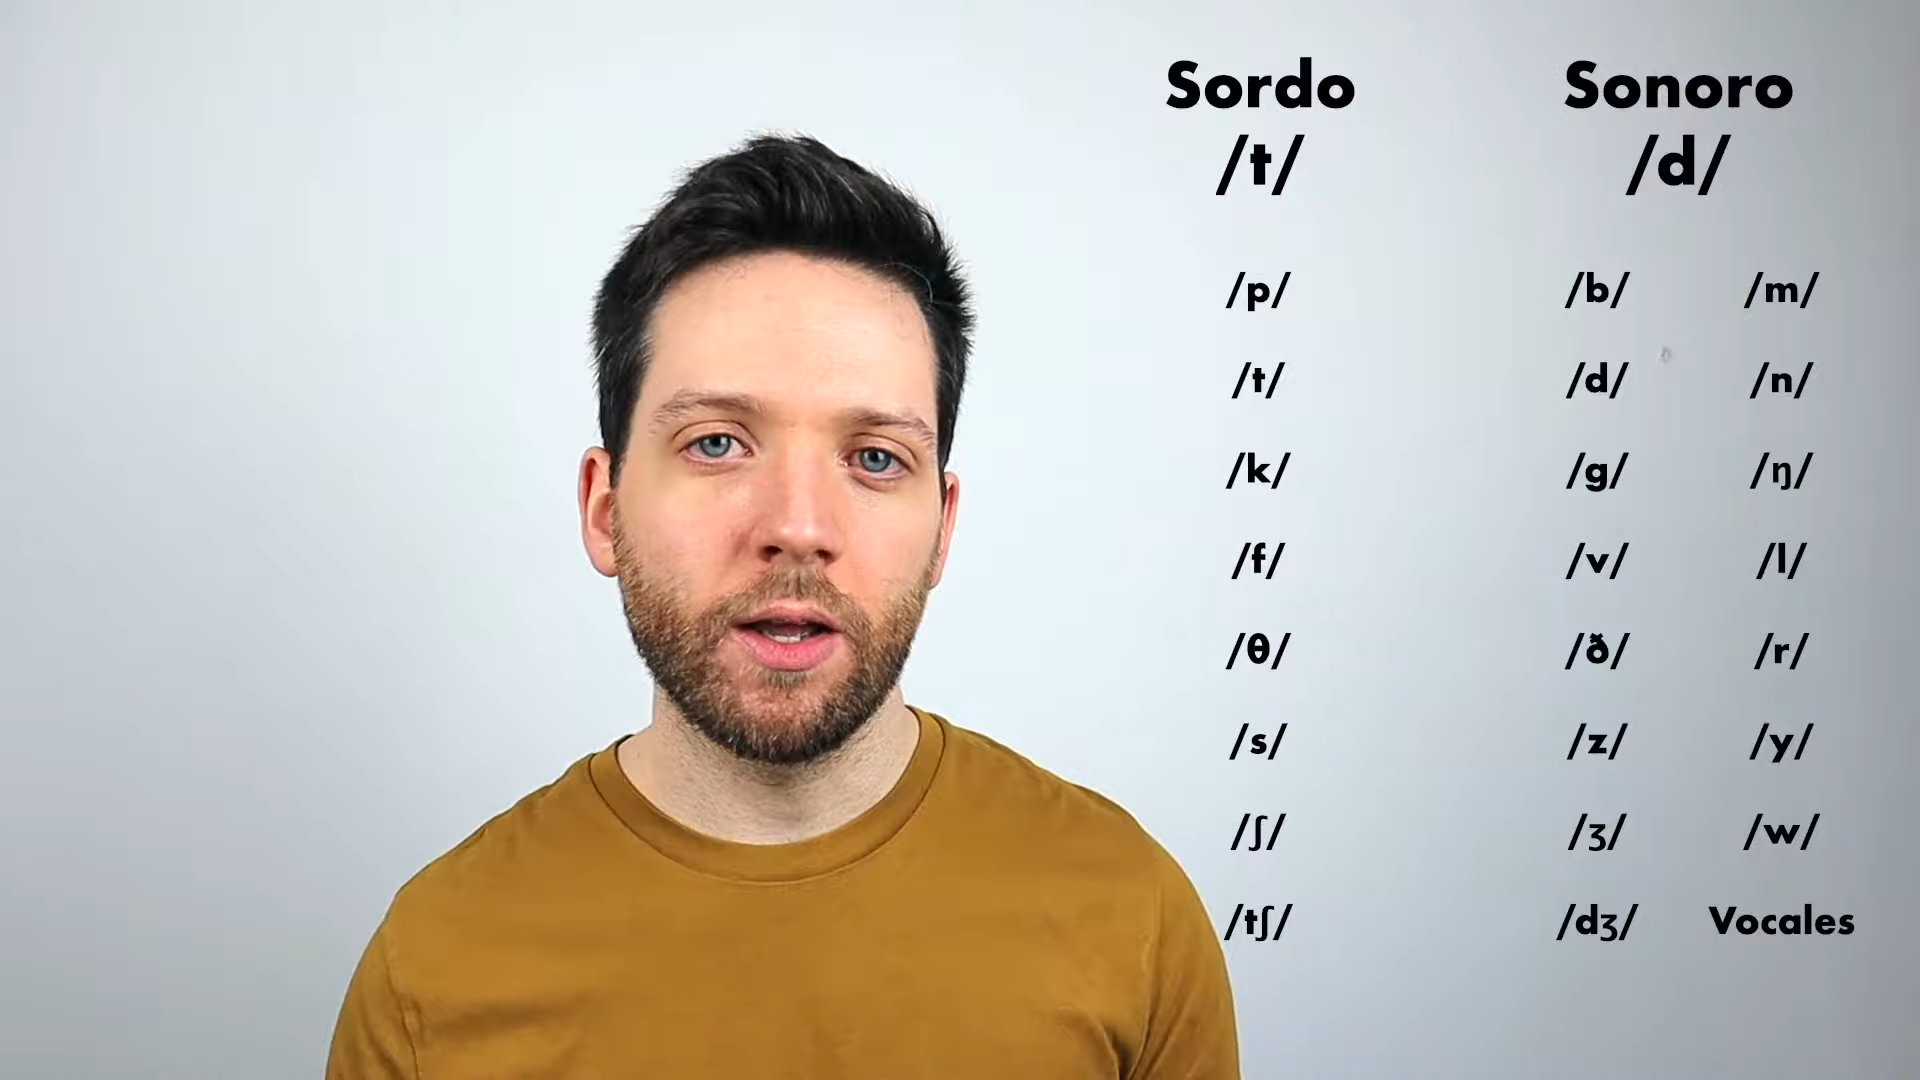 Sordo Sonoro
/t/ /d/
/p/ /b/ /m/
/t/ /d/ /n/
/k/ /g/ /ŋ/
/f/ /v/ /l/
/θ/ /ð/ /r/
/s/ /z/ /y/
/ʃ/ /ʒ/ /w/
/tʃ/ /dʒ/ Vocales